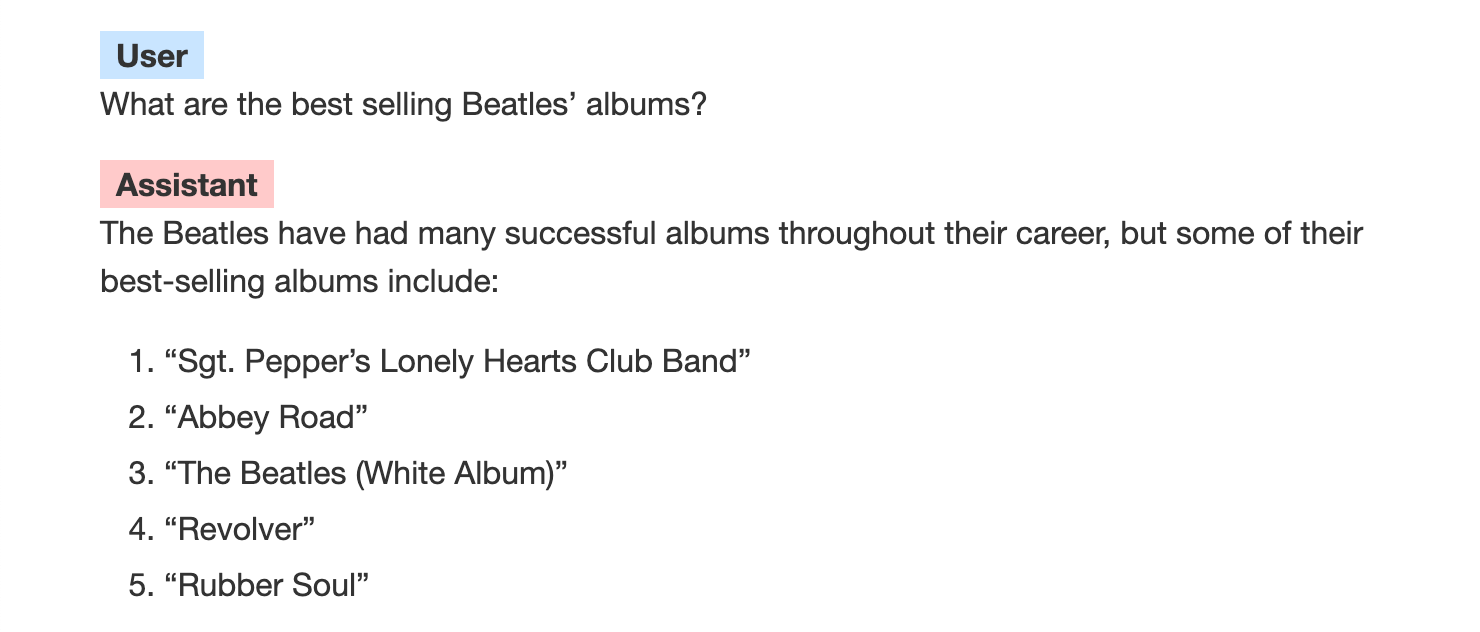 User
What are the best selling Beatles’ albums?
Assistant
The Beatles have had many successful albums throughout their career, but some of their
best-selling albums include:
1. “Sgt. Pepper’s Lonely Hearts Club Band”
2. “Abbey Road”
3. “The Beatles (White Album)”
4. “Revolver”
5. “Rubber Soul”